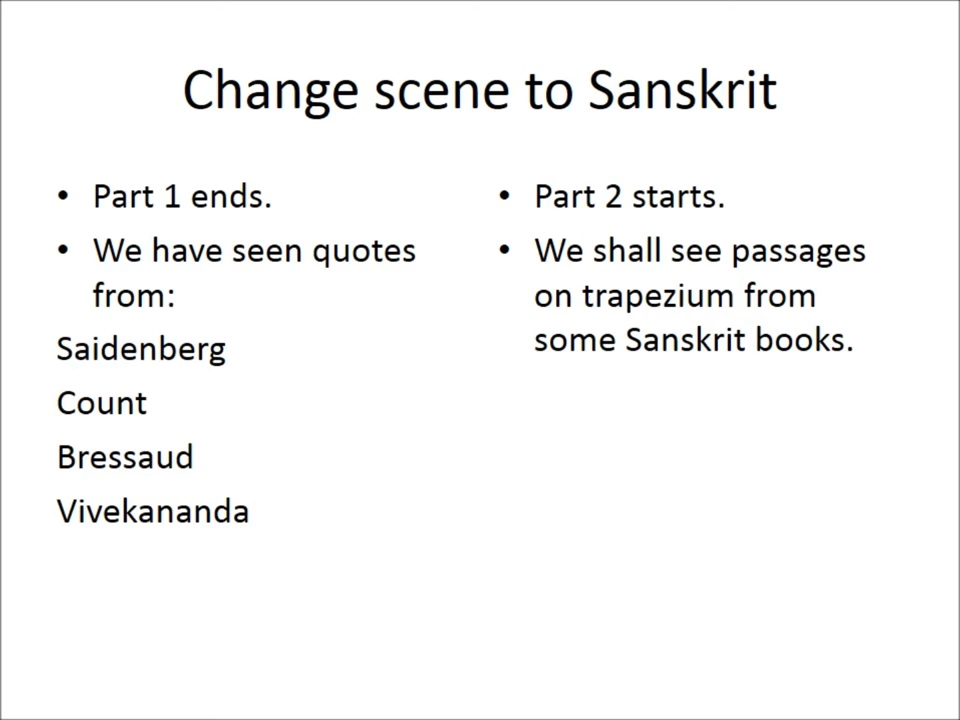 Change scene to Sanskrit
• Part 1 ends.
• We have seen quotes
from:
Saidenberg
Count
Bressaud
Vivekananda
• Part 2 starts.
• We shall see passages
on trapezium from
some Sanskrit books.